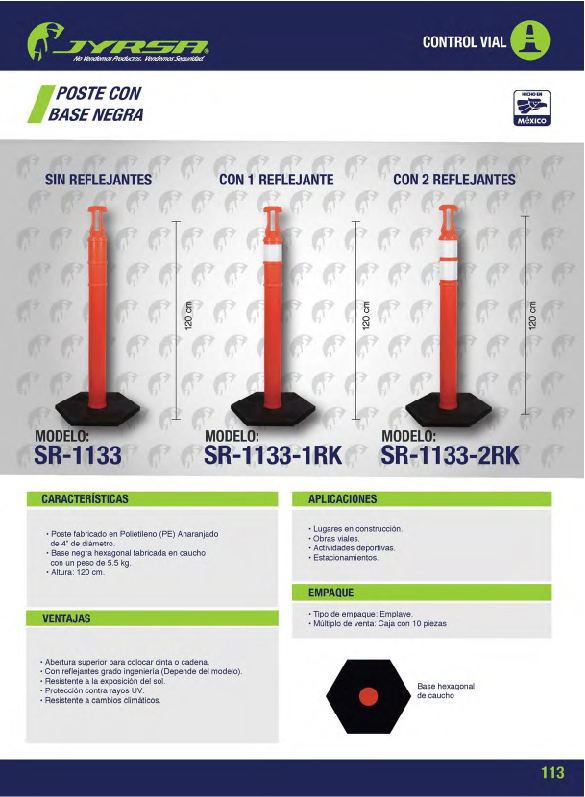 JYRSA®
No Vendemos Productos. Vendemos Seguridad.
CONTROL VIAL
POSTE CON
BASE NEGRA
HECHO EN
MÉXICO
SIN REFLEJANTES
CON 1 REFLEJANTE
CON 2 REFLEJANTES
120 cm
120 cm
120 cm
MODELO:
SR-1133
MODELO:
SR-1133-1RK
MODELO:
SR-1133-2RK
CARACTERÍSTICAS
• Poste fabricado en Polietileno (PE) Anaranjado
de 4" de diámetro.
• Base negra hexagonal fabricada en caucho
con un peso de 5.5 kg.
• Altura: 120 cm.
VENTAJAS
• Abertura superior para colocar cinta o cadena.
• Con reflejantes grado ingeniería (Depende del modelo).
• Resistente a la exposición del sol.
• Protección contra rayos UV.
• Resistente a cambios climáticos.
APLICACIONES
• Lugares en construcción.
• Obras viales.
• Actividades deportivas.
• Estacionamientos.
EMPAQUE
• Tipo de empaque: Emplaye.
• Múltiplo de venta: Caja con 10 piezas
Base hexagonal
de caucho
113